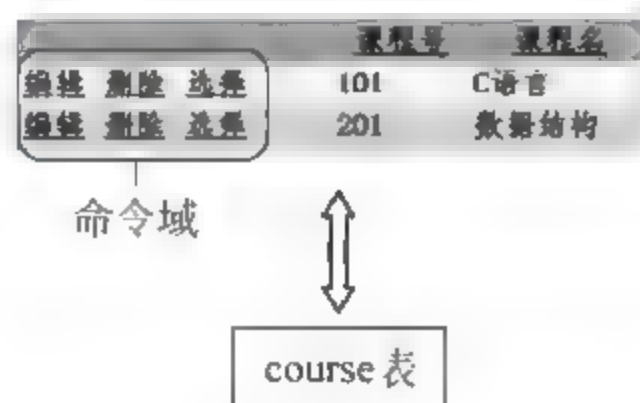 课程号 课程名
编辑 删除 选择 101 C语言
编辑 删除 选择 201 数据结构
命令域
course表